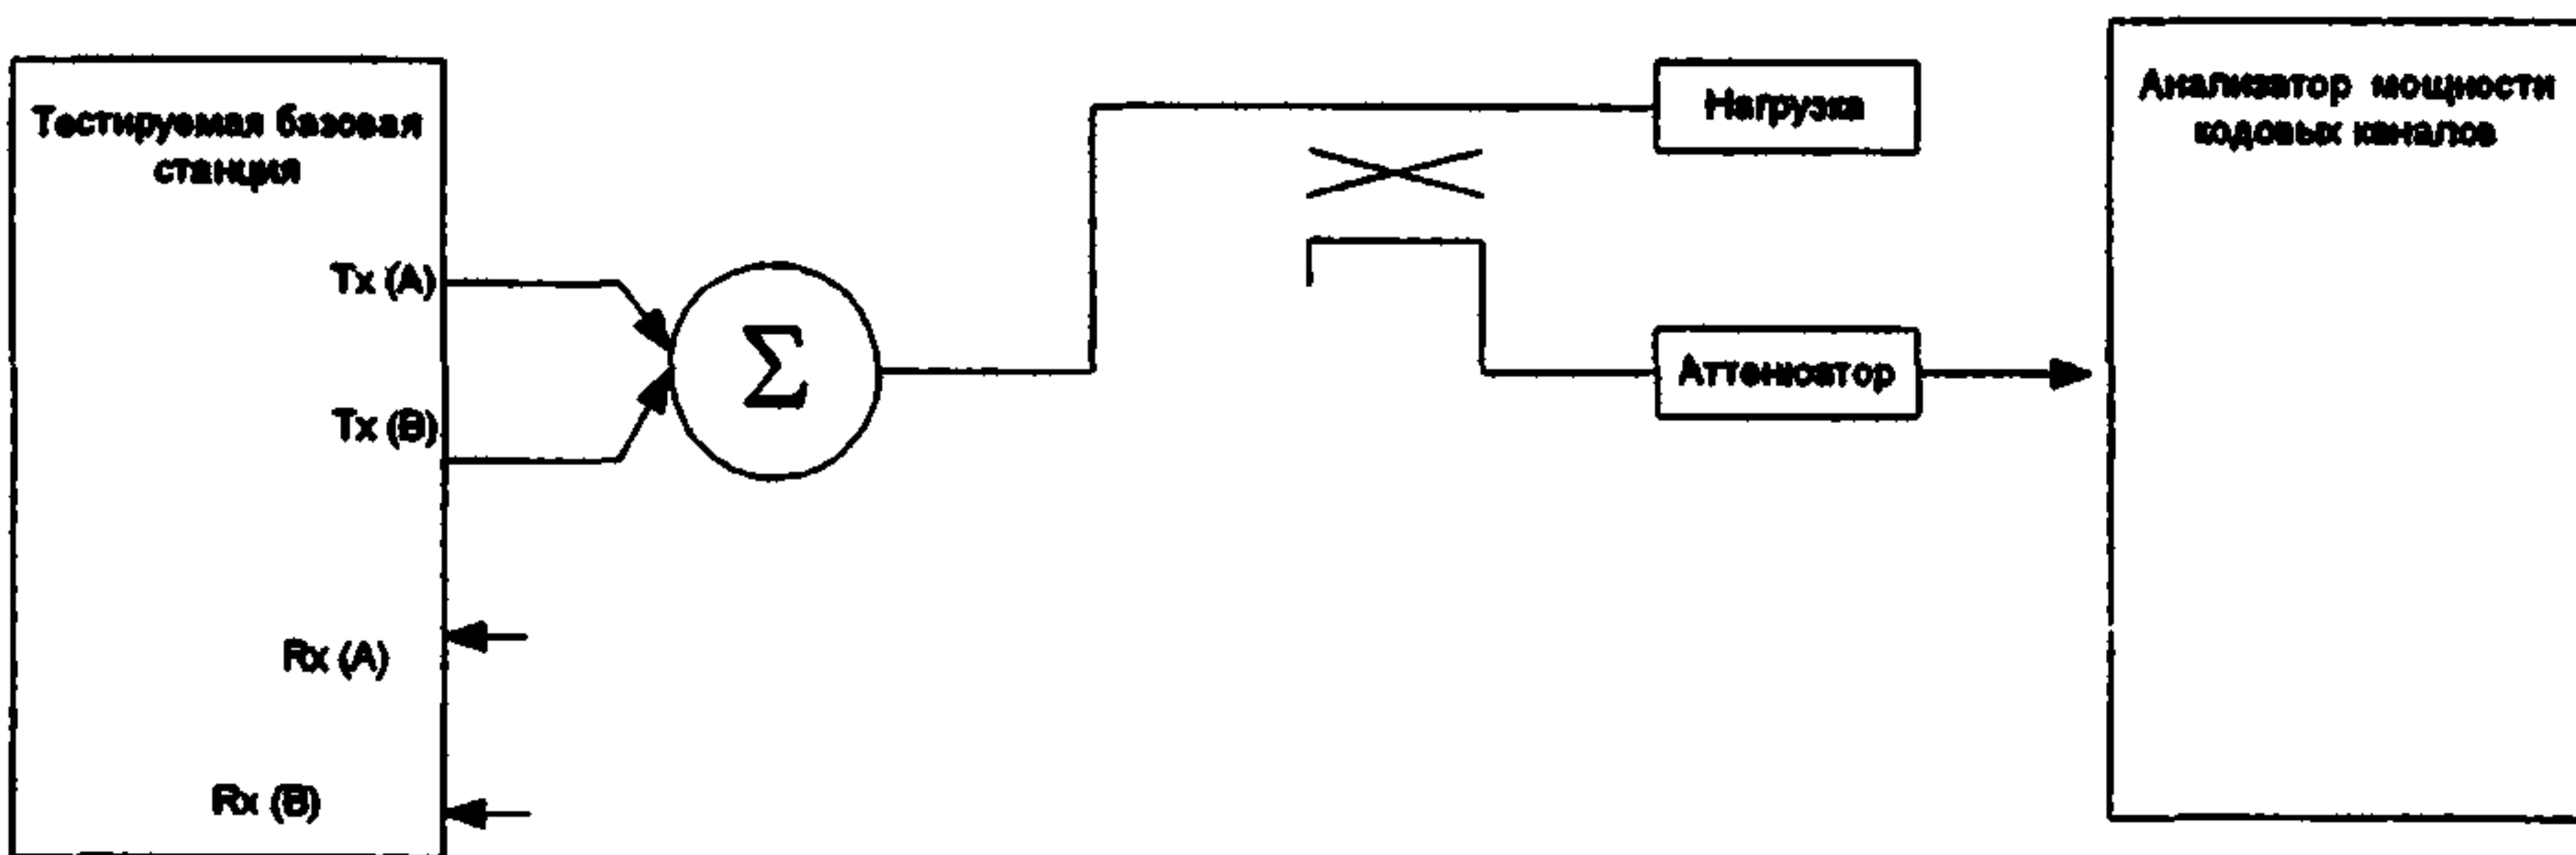 Тестируемая базовая
станция
Tx (A)
Tx (B)
Rx (A)
Rx (B)
Σ
Нагрузка
Аттенюатор
Анализатор мощности
кодовых каналов